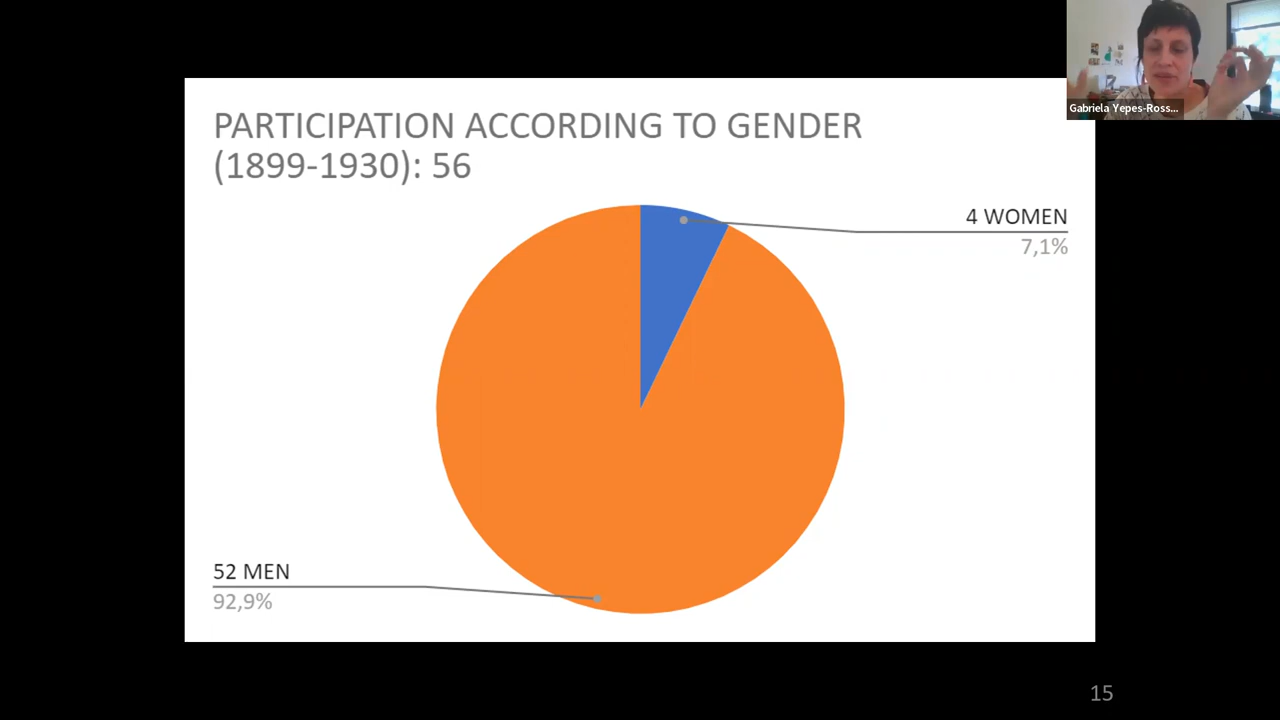 Gabriela Yepes-Ross...
PARTICIPATION ACCORDING TO GENDER
(1899-1930): 56
4 WOMEN
7,1%
52 MEN
92,9%
15